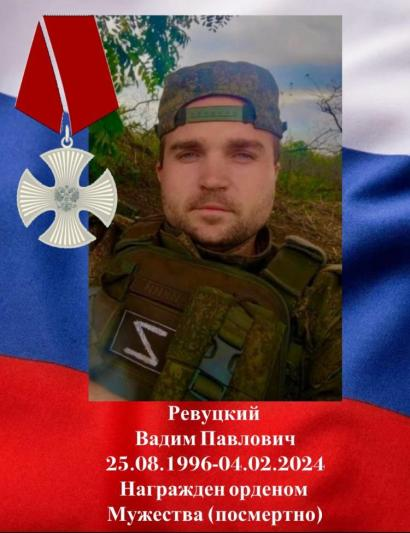 Ревуцкий
Вадим Павлович
25.08.1996-04.02.2024
Награжден орденом
Мужества (посмертно)